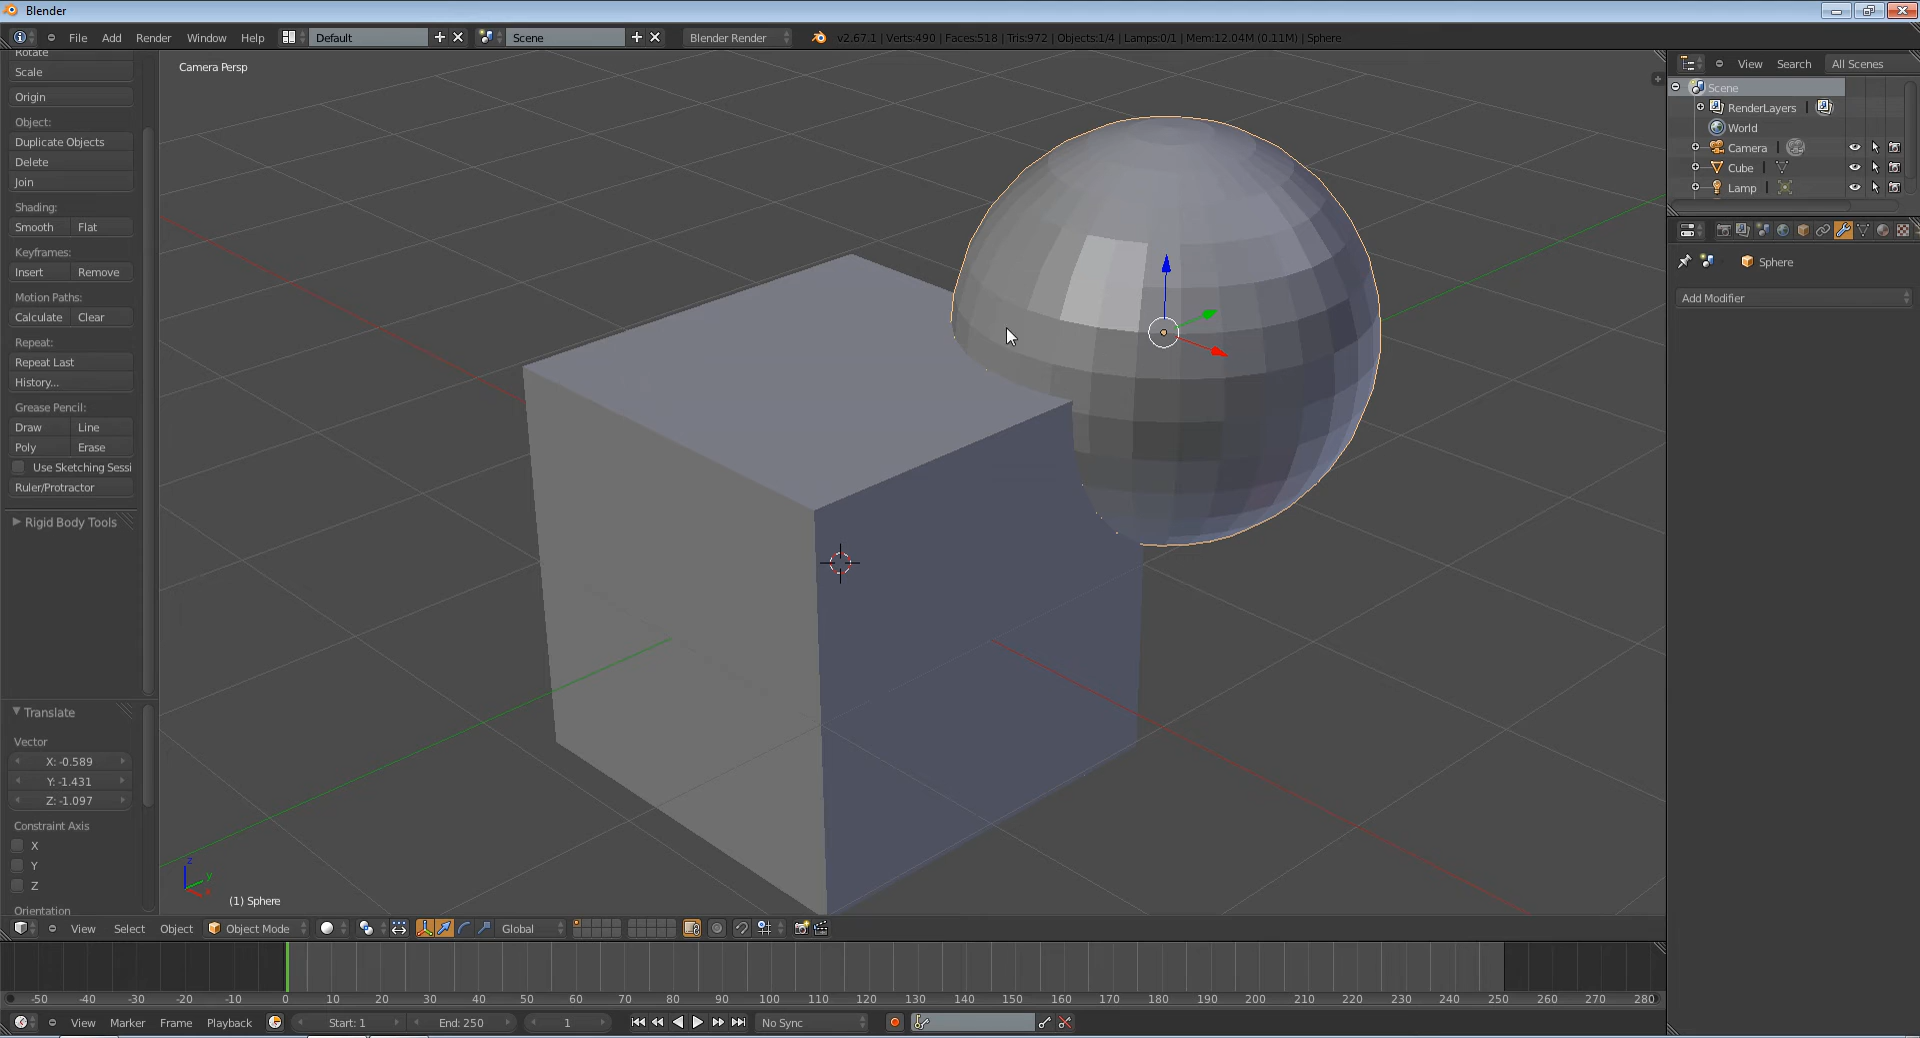 Blender
File Add Render Window Help Default Scene Blender Render v2.67.1 | Verts:490 | Faces:518 | Tris:972 | Objects:1/4 | Lamps:0/1 | Mem:12.04M (0.11M) | Sphere
Rotate
Scale
Origin
Object:
Duplicate Objects
Delete
Join
Shading:
Smooth Flat
Keyframes:
Insert Remove
Motion Paths:
Calculate Clear
Repeat:
Repeat Last
History...
Grease Pencil:
Draw Line
Poly Erase
Use Sketching Sessi
Ruler/Protractor
Rigid Body Tools
Translate
Vector
X: -0.589
Y: -1.431
Z: -1.097
Constraint Axis
X
Y
Z
Orientation
Camera Persp
z
y
x
(1) Sphere
View Select Object Object Mode Global
View Search All Scenes
Scene
RenderLayers
World
Camera
Cube
Lamp
Sphere
Add Modifier
-50 -40 -30 -20 -10 0 10 20 30 40 50 60 70 80 90 100 110 120 130 140 150 160 170 180 190 200 210 220 230 240 250 260 270 280
View Marker Frame Playback Start: 1 End: 250 1 No Sync